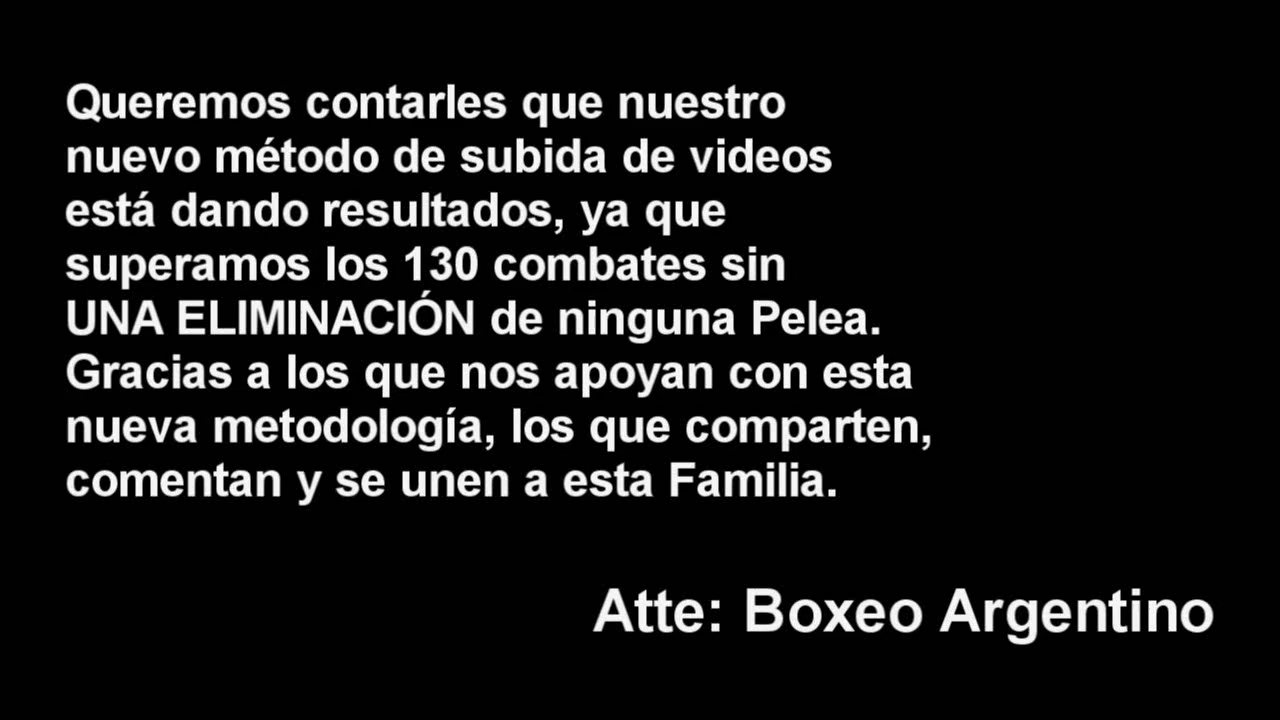 Queremos contarles que nuestro
nuevo método de subida de videos
está dando resultados, ya que
superamos los 130 combates sin
UNA ELIMINACIÓN de ninguna Pelea.
Gracias a los que nos apoyan con esta
nueva metodología, los que comparten,
comentan y se unen a esta Familia.
Atte: Boxeo Argentino